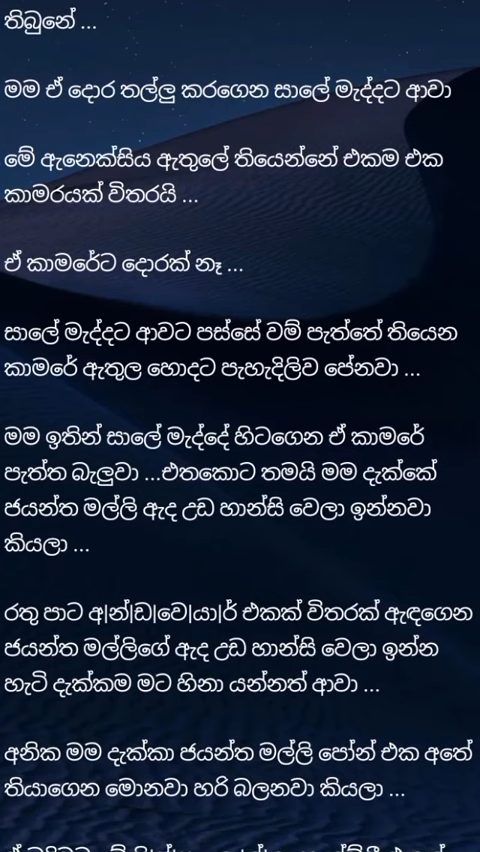 තිබුනේ ...
මම ඒ දොර තල්ලු කරගෙන සාලේ මැද්දට ආවා
මේ ඇනෙක්සිය ඇතුලේ තියෙන්නේ එකම එක
කාමරයක් විතරයි ...
ඒ කාමරේට දොරක් නෑ ...
සාලේ මැද්දට ආවට පස්සේ වම් පැත්තේ තියෙන
කාමරේ ඇතුල හොදට පැහැදිලිව පේනවා ...
මම ඉතින් සාලේ මැද්දේ හිටගෙන ඒ කාමරේ
පැත්ත බැලුවා ...එතකොට තමයි මම දැක්කේ
ජයන්ත මල්ලි ඇද උඩ හාන්සි වෙලා ඉන්නවා
කියලා ...
රතු පාට අ|න්|ඩ|වෙ|යා|ර් එකක් විතරක් ඇඳගෙන
ජයන්ත මල්ලිගේ ඇද උඩ හාන්සි වෙලා ඉන්න
හැටි දැක්කම මට හිනා යන්නත් ආවා ...
අනික මම දැක්කා ජයන්ත මල්ලි පෝන් එක අතේ
තියාගෙන මොනවා හරි බලනවා කියලා ...